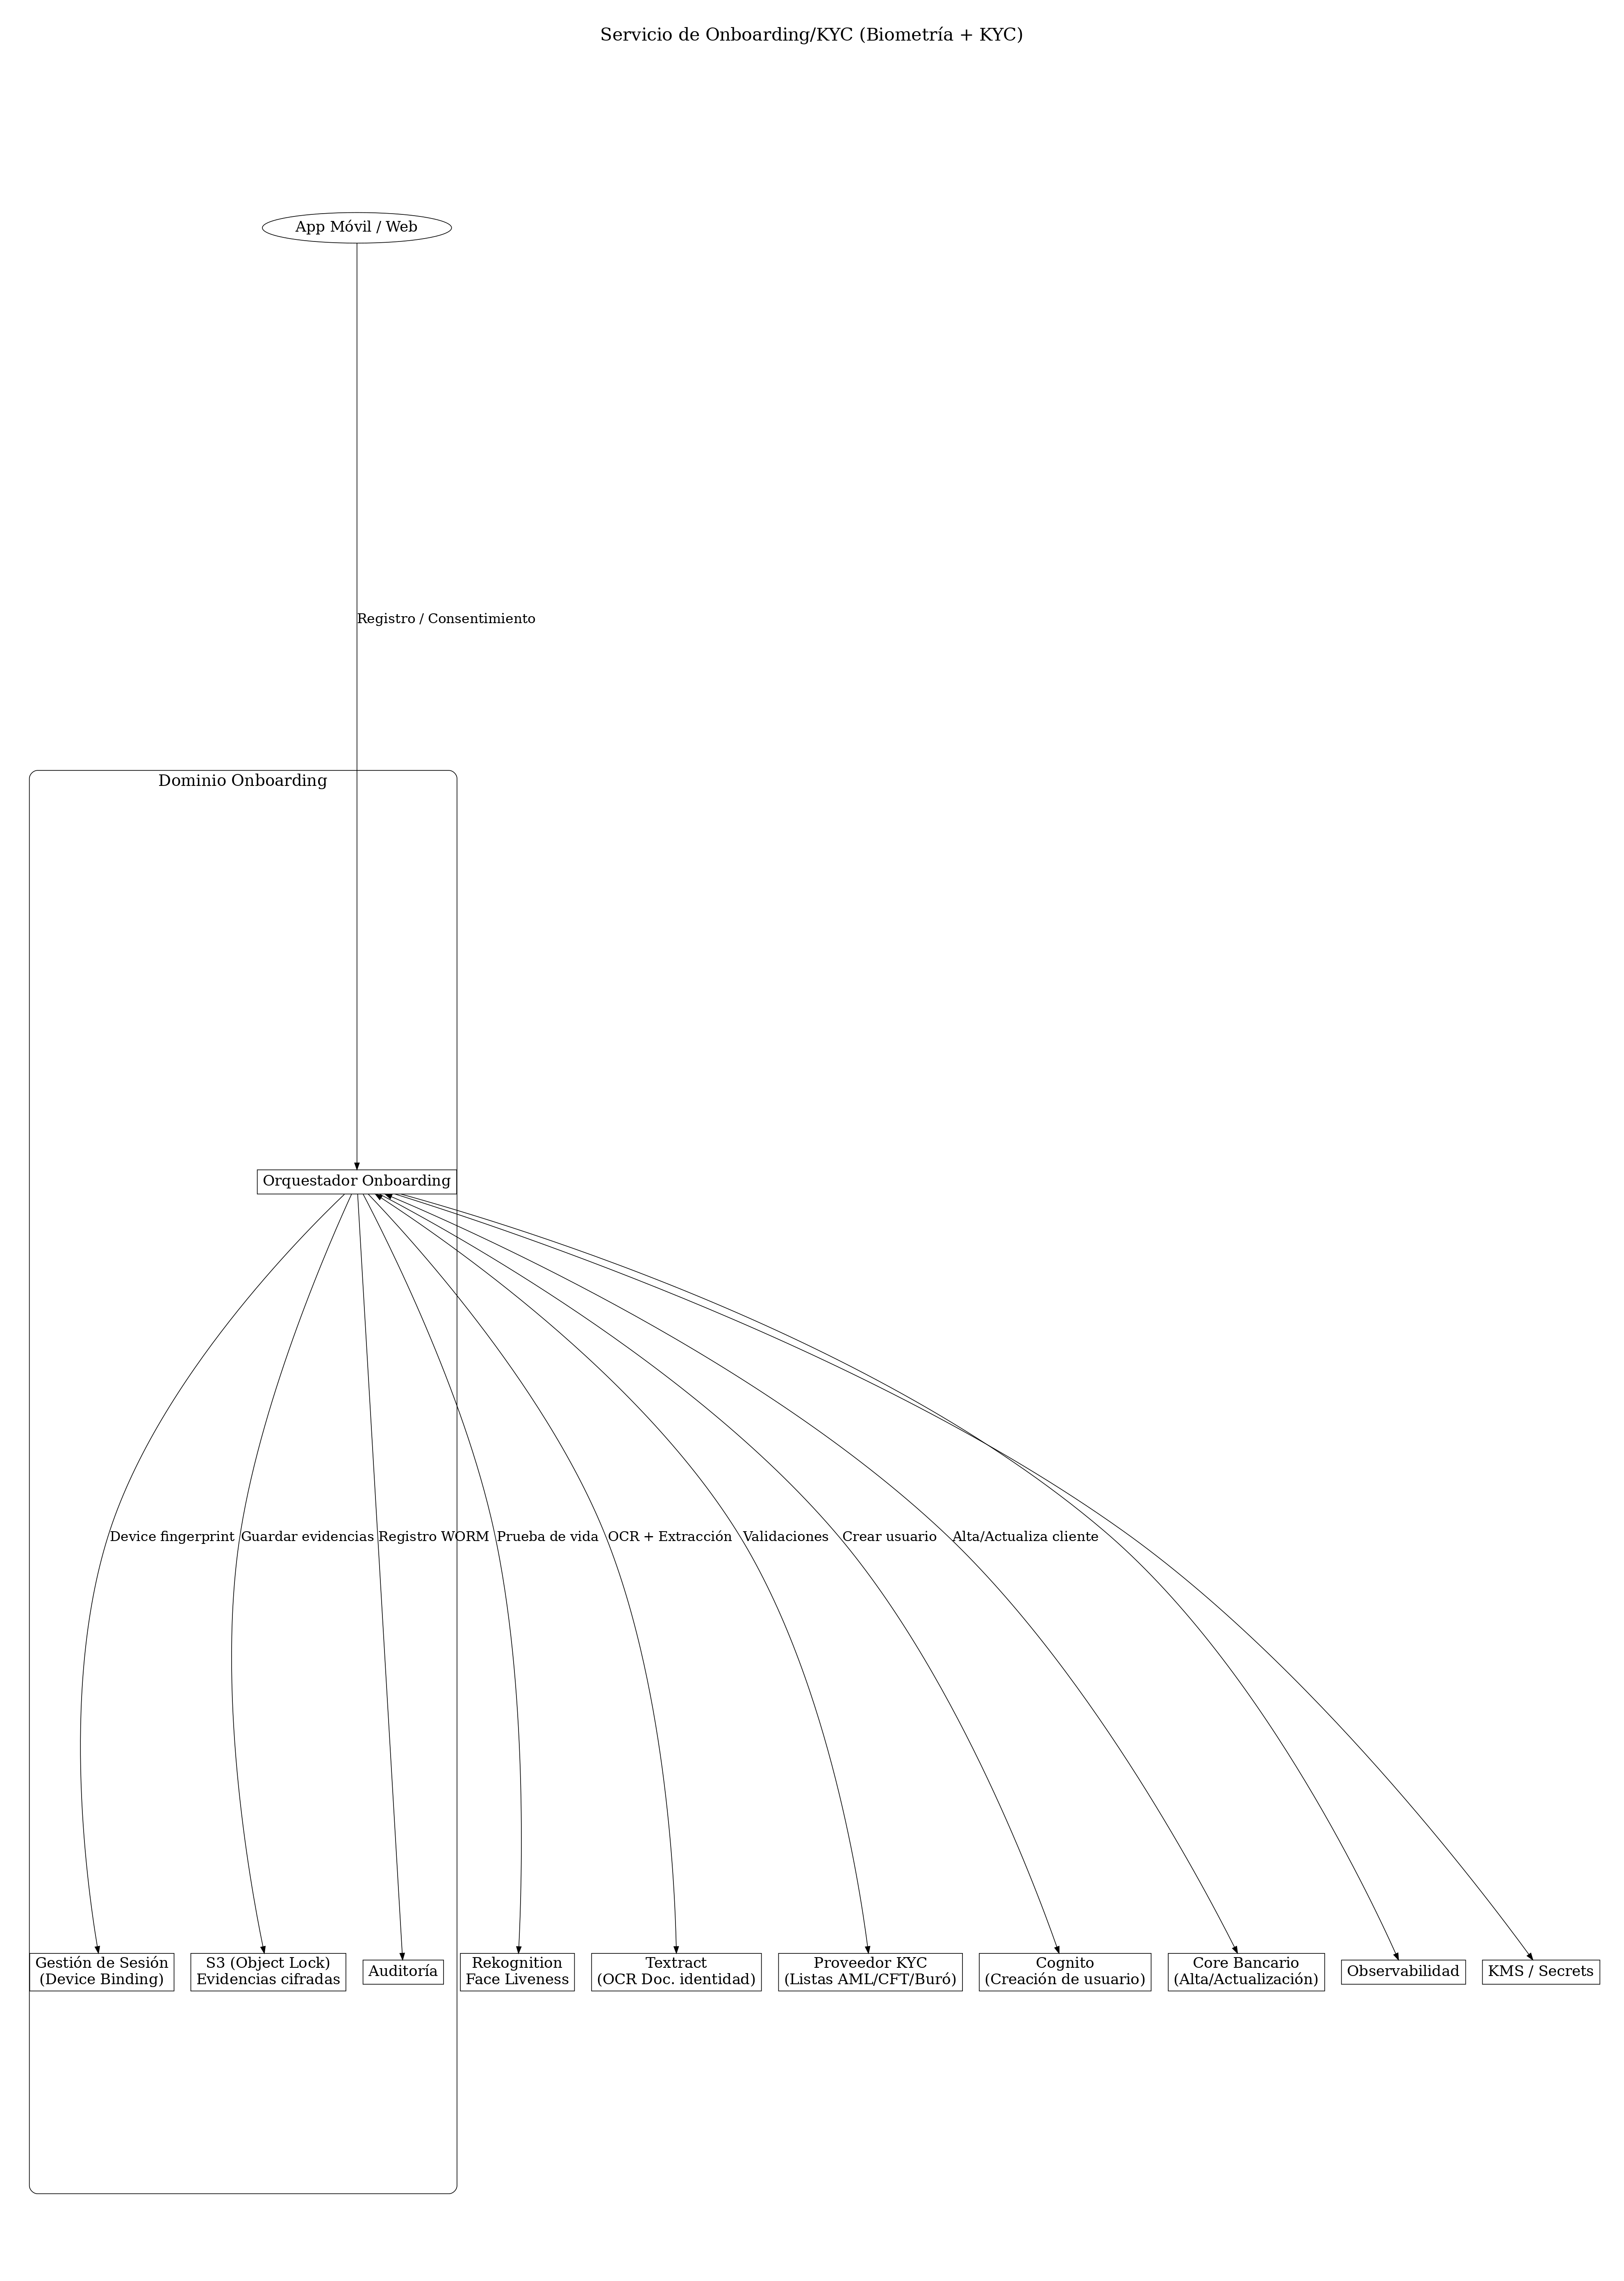 Servicio de Onboarding/KYC (Biometría + KYC)
App Móvil / Web
Registro / Consentimiento
Dominio Onboarding
Orquestador Onboarding
Device fingerprint
Guardar evidencias
Registro WORM
Prueba de vida
OCR + Extracción
Validaciones
Crear usuario
Alta/Actualiza cliente
Gestión de Sesión
(Device Binding)
S3 (Object Lock)
Evidencias cifradas
Auditoría
Rekognition
Face Liveness
Textract
(OCR Doc. identidad)
Proveedor KYC
(Listas AML/CFT/Buró)
Cognito
(Creación de usuario)
Core Bancario
(Alta/Actualización)
Observabilidad
KMS / Secrets